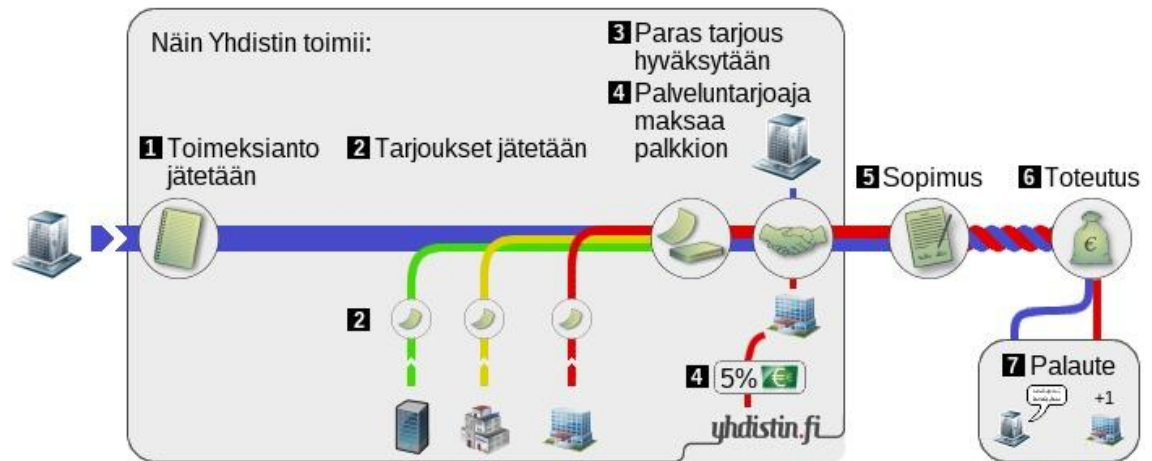 Näin Yhdistin toimii:
3 Paras tarjous
hyväksytään
4 Palveluntarjoaja
maksaa
palkkion
1 Toimeksianto
jätetään
2 Tarjoukset jätetään
5 Sopimus
6 Toteutus
€
2
4 5% €
yhdistin.fi
7 Palaute
+1